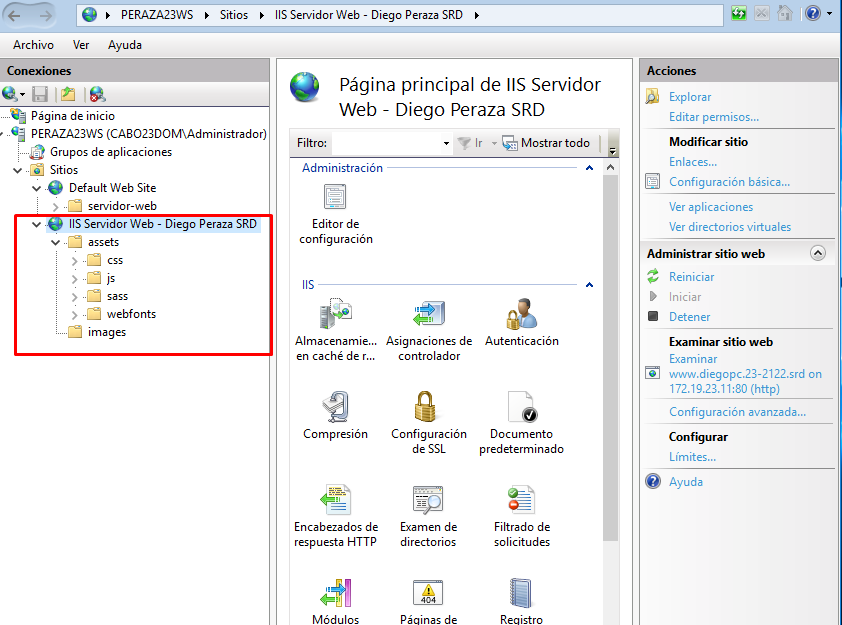 PERAZA23WS
Sitios
IIS Servidor Web - Diego Peraza SRD
Archivo Ver Ayuda
Conexiones
Página de inicio
PERAZA23WS (CABO23DOM\Administrador)
Grupos de aplicaciones
Sitios
Default Web Site
servidor-web
IIS Servidor Web - Diego Peraza SRD
assets
css
js
sass
webfonts
images
Página principal de IIS Servidor
Web - Diego Peraza SRD
Filtro: Ir Mostrar todo
Administración
Editor de
configuración
IIS
Almacenamie...
en caché de r...
Asignaciones de
controlador
Autenticación
Compresión
Configuración
de SSL
Documento
predeterminado
Encabezados de
respuesta HTTP
Examen de
directorios
Filtrado de
solicitudes
Módulos
404
Páginas de
Registro
Acciones
Explorar
Editar permisos...
Modificar sitio
Enlaces...
Configuración básica...
Ver aplicaciones
Ver directorios virtuales
Administrar sitio web
Reiniciar
Iniciar
Detener
Examinar sitio web
Examinar
www.diegopc.23-2122.srd on
172.19.23.11:80 (http)
Configuración avanzada...
Configurar
Límites...
Ayuda